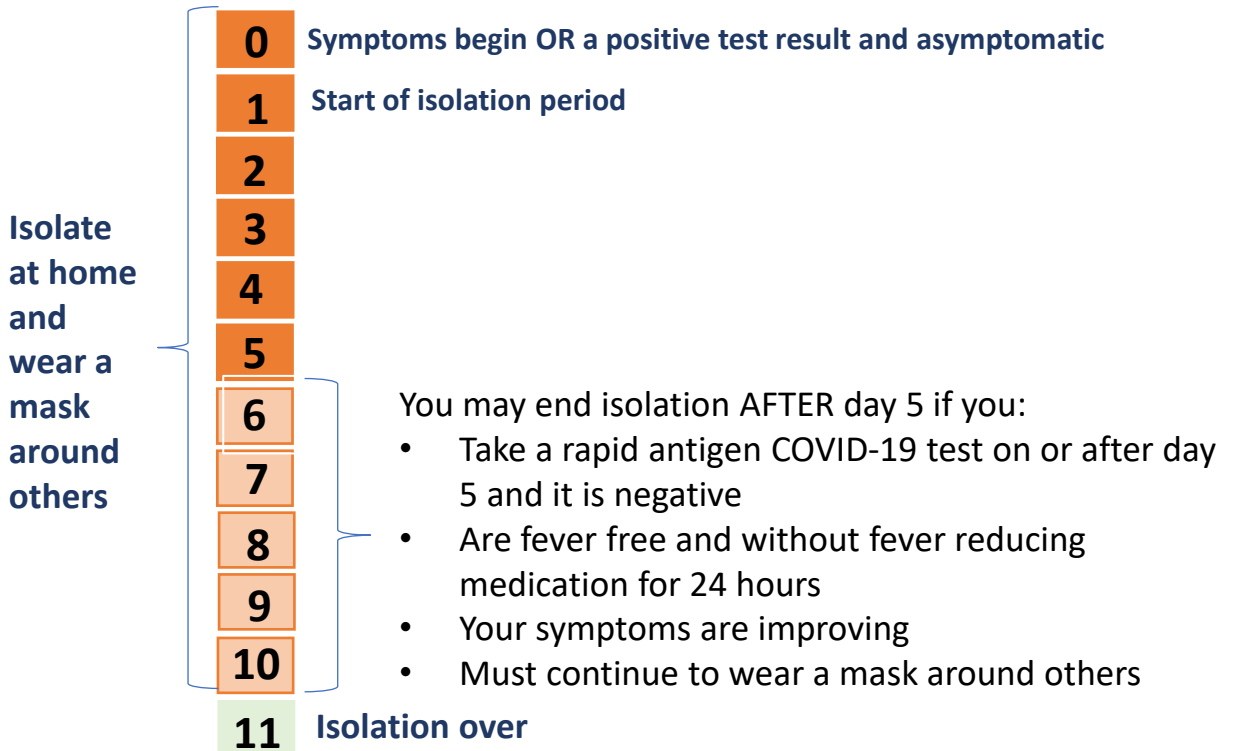 0 Symptoms begin OR a positive test result and asymptomatic
1 Start of isolation period
2
3
4
5
6
7
8
9
10
11 Isolation over
Isolate
at home
and
wear a
mask
around
others
You may end isolation AFTER day 5 if you:
• Take a rapid antigen COVID-19 test on or after day
5 and it is negative
• Are fever free and without fever reducing
medication for 24 hours
• Your symptoms are improving
• Must continue to wear a mask around others